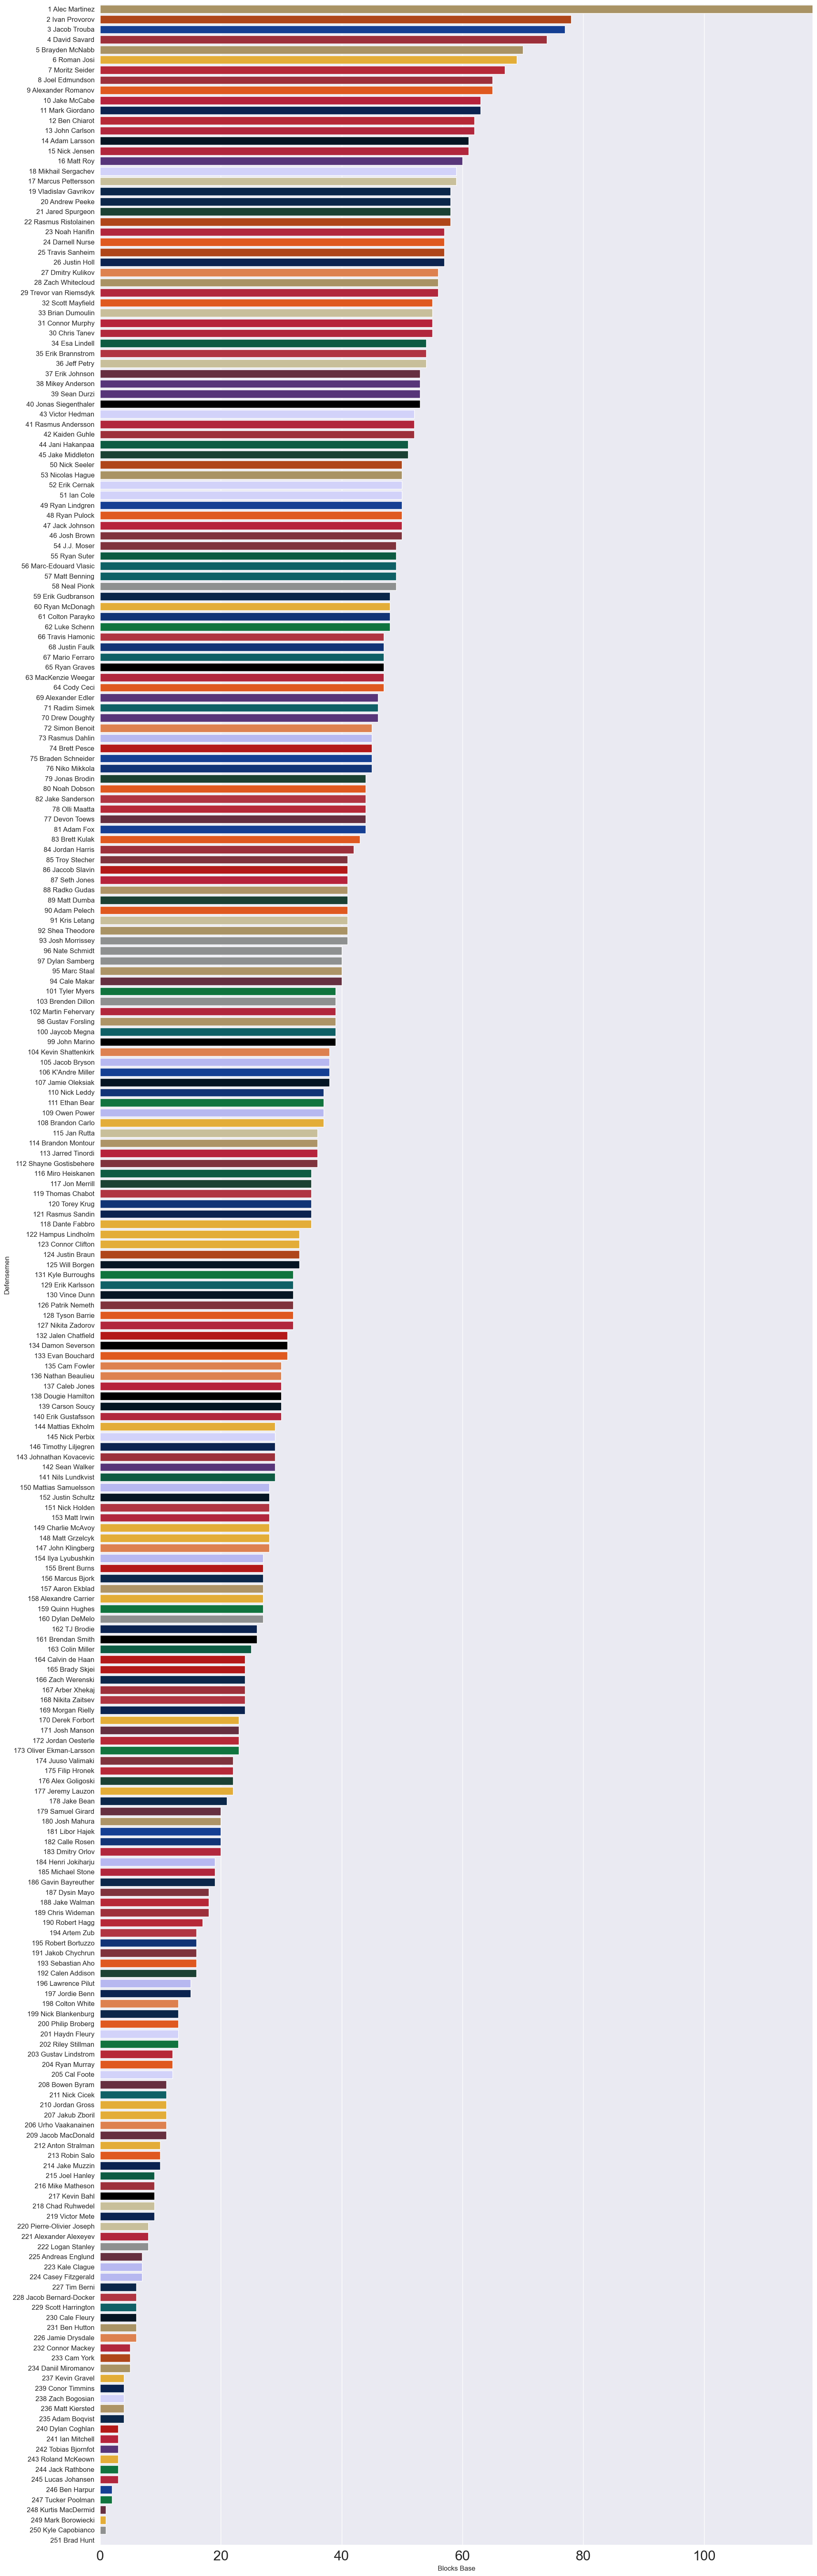 1 Alec Martinez
2 Ivan Provorov
3 Jacob Trouba
4 David Savard
5 Brayden McNabb
6 Roman Josi
7 Moritz Seider
8 Joel Edmundson
9 Alexander Romanov
10 Jake McCabe
11 Mark Giordano
12 Ben Chiarot
13 John Carlson
14 Adam Larsson
15 Nick Jensen
16 Matt Roy
18 Mikhail Sergachev
17 Marcus Pettersson
19 Vladislav Gavrikov
20 Andrew Peeke
21 Jared Spurgeon
22 Rasmus Ristolainen
23 Noah Hanifin
24 Darnell Nurse
25 Travis Sanheim
26 Justin Holl
27 Dmitry Kulikov
28 Zach Whitecloud
29 Trevor van Riemsdyk
32 Scott Mayfield
33 Brian Dumoulin
31 Connor Murphy
30 Chris Tanev
34 Esa Lindell
35 Erik Brannstrom
36 Jeff Petry
37 Erik Johnson
38 Mikey Anderson
39 Sean Durzi
40 Jonas Siegenthaler
43 Victor Hedman
41 Rasmus Andersson
42 Kaiden Guhle
44 Jani Hakanpaa
45 Jake Middleton
50 Nick Seeler
53 Nicolas Hague
52 Erik Cernak
51 Ian Cole
49 Ryan Lindgren
48 Ryan Pulock
47 Jack Johnson
46 Josh Brown
54 J.J. Moser
55 Ryan Suter
56 Marc-Edouard Vlasic
57 Matt Benning
58 Neal Pionk
59 Erik Gudbranson
60 Ryan McDonagh
61 Colton Parayko
62 Luke Schenn
66 Travis Hamonic
68 Justin Faulk
67 Mario Ferraro
65 Ryan Graves
63 MacKenzie Weegar
64 Cody Ceci
69 Alexander Edler
71 Radim Simek
70 Drew Doughty
72 Simon Benoit
73 Rasmus Dahlin
74 Brett Pesce
75 Braden Schneider
76 Niko Mikkola
79 Jonas Brodin
80 Noah Dobson
82 Jake Sanderson
78 Olli Maatta
77 Devon Toews
81 Adam Fox
83 Brett Kulak
84 Jordan Harris
85 Troy Stecher
86 Jaccob Slavin
87 Seth Jones
88 Radko Gudas
89 Matt Dumba
90 Adam Pelech
91 Kris Letang
92 Shea Theodore
93 Josh Morrissey
96 Nate Schmidt
97 Dylan Samberg
95 Marc Staal
94 Cale Makar
101 Tyler Myers
103 Brenden Dillon
102 Martin Fehervary
98 Gustav Forsling
100 Jaycob Megna
99 John Marino
104 Kevin Shattenkirk
105 Jacob Bryson
106 K'Andre Miller
107 Jamie Oleksiak
110 Nick Leddy
111 Ethan Bear
109 Owen Power
108 Brandon Carlo
115 Jan Rutta
114 Brandon Montour
113 Jarred Tinordi
112 Shayne Gostisbehere
116 Miro Heiskanen
117 Jon Merrill
119 Thomas Chabot
120 Torey Krug
121 Rasmus Sandin
118 Dante Fabbro
122 Hampus Lindholm
123 Connor Clifton
124 Justin Braun
125 Will Borgen
131 Kyle Burroughs
129 Erik Karlsson
130 Vince Dunn
126 Patrik Nemeth
128 Tyson Barrie
127 Nikita Zadorov
132 Jalen Chatfield
134 Damon Severson
133 Evan Bouchard
135 Cam Fowler
136 Nathan Beaulieu
137 Caleb Jones
138 Dougie Hamilton
139 Carson Soucy
140 Erik Gustafsson
144 Mattias Ekholm
145 Nick Perbix
146 Timothy Liljegren
143 Johnathan Kovacevic
142 Sean Walker
141 Nils Lundkvist
150 Mattias Samuelsson
152 Justin Schultz
151 Nick Holden
153 Matt Irwin
149 Charlie McAvoy
148 Matt Grzelcyk
147 John Klingberg
154 Ilya Lyubushkin
155 Brent Burns
156 Marcus Bjork
157 Aaron Ekblad
158 Alexandre Carrier
159 Quinn Hughes
160 Dylan DeMelo
162 TJ Brodie
161 Brendan Smith
163 Colin Miller
164 Calvin de Haan
165 Brady Skjei
166 Zach Werenski
167 Arber Xhekaj
168 Nikita Zaitsev
169 Morgan Rielly
170 Derek Forbort
171 Josh Manson
172 Jordan Oesterle
173 Oliver Ekman-Larsson
174 Juuso Valimaki
175 Filip Hronek
176 Alex Goligoski
177 Jeremy Lauzon
178 Jake Bean
179 Samuel Girard
180 Josh Mahura
181 Libor Hajek
182 Calle Rosen
183 Dmitry Orlov
184 Henri Jokiharju
185 Michael Stone
186 Gavin Bayreuther
187 Dysin Mayo
188 Jake Walman
189 Chris Wideman
190 Robert Hagg
194 Artem Zub
195 Robert Bortuzzo
191 Jakob Chychrun
193 Sebastian Aho
192 Calen Addison
196 Lawrence Pilut
197 Jordie Benn
198 Colton White
199 Nick Blankenburg
200 Philip Broberg
201 Haydn Fleury
202 Riley Stillman
203 Gustav Lindstrom
204 Ryan Murray
205 Cal Foote
208 Bowen Byram
211 Nick Cicek
210 Jordan Gross
207 Jakub Zboril
206 Urho Vaakanainen
209 Jacob MacDonald
212 Anton Stralman
213 Robin Salo
214 Jake Muzzin
215 Joel Hanley
216 Mike Matheson
217 Kevin Bahl
218 Chad Ruhwedel
219 Victor Mete
220 Pierre-Olivier Joseph
221 Alexander Alexeyev
222 Logan Stanley
225 Andreas Englund
223 Kale Clague
224 Casey Fitzgerald
227 Tim Berni
228 Jacob Bernard-Docker
229 Scott Harrington
230 Cale Fleury
231 Ben Hutton
226 Jamie Drysdale
232 Connor Mackey
233 Cam York
234 Daniil Miromanov
237 Kevin Gravel
239 Conor Timmins
238 Zach Bogosian
236 Matt Kiersted
235 Adam Boqvist
240 Dylan Coghlan
241 Ian Mitchell
242 Tobias Bjornfot
243 Roland McKeown
244 Jack Rathbone
245 Lucas Johansen
246 Ben Harpur
247 Tucker Poolman
248 Kurtis MacDermid
249 Mark Borowiecki
250 Kyle Capobianco
251 Brad Hunt
Defensemen
0 20 40 60 80 100
Blocks Base